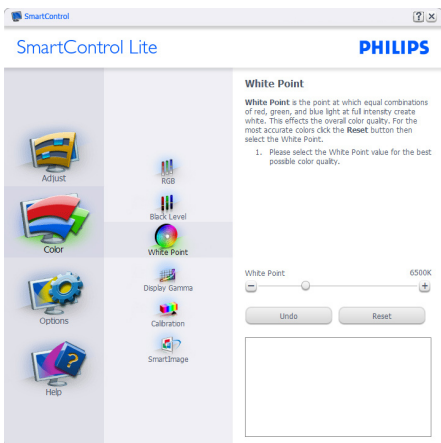 SmartControl
SmartControl Lite
PHILIPS
Adjust
Color
Options
Help
RGB
Black Level
White Point
Display Gamma
Calibration
SmartImage
White Point
White Point is the point at which equal combinations
of red, green, and blue light at full intensity create
white. This effects the overall color quality. For the
most accurate colors click the Reset button then
select the White Point.
1. Please select the White Point value for the best
possible color quality.
White Point 6500K
Undo Reset